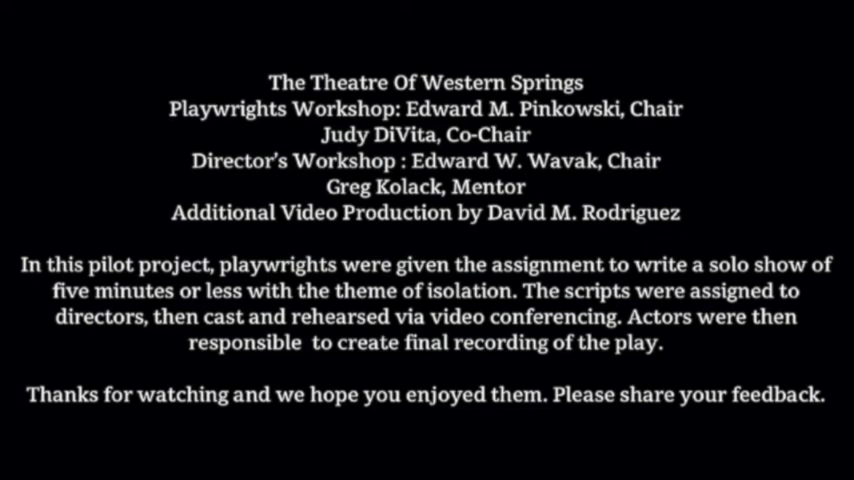 The Theatre Of Western Springs
Playwrights Workshop: Edward M. Pinkowski, Chair
Judy DiVita, Co-Chair
Director's Workshop : Edward W. Wavak, Chair
Greg Kolack, Mentor
Additional Video Production by David M. Rodriguez
In this pilot project, playwrights were given the assignment to write a solo show of
five minutes or less with the theme of isolation. The scripts were assigned to
directors, then cast and rehearsed via video conferencing. Actors were then
responsible  to create final recording of the play.
Thanks for watching and we hope you enjoyed them. Please share your feedback.